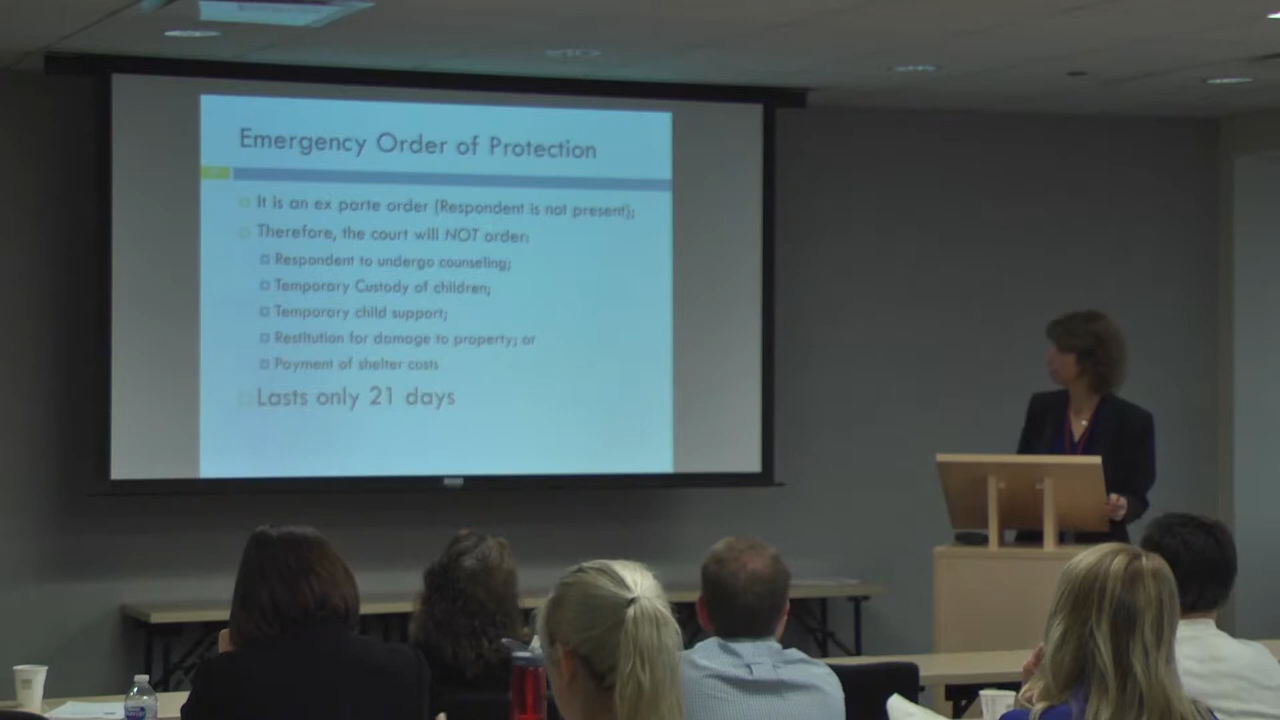 Emergency Order of Protection
It is an ex parte order (Respondent is not present);
Therefore, the court will NOT order:
Respondent to undergo counseling;
Temporary Custody of children;
Temporary child support;
Restitution for damage to property; or
Payment of shelter costs
Lasts only 21 days